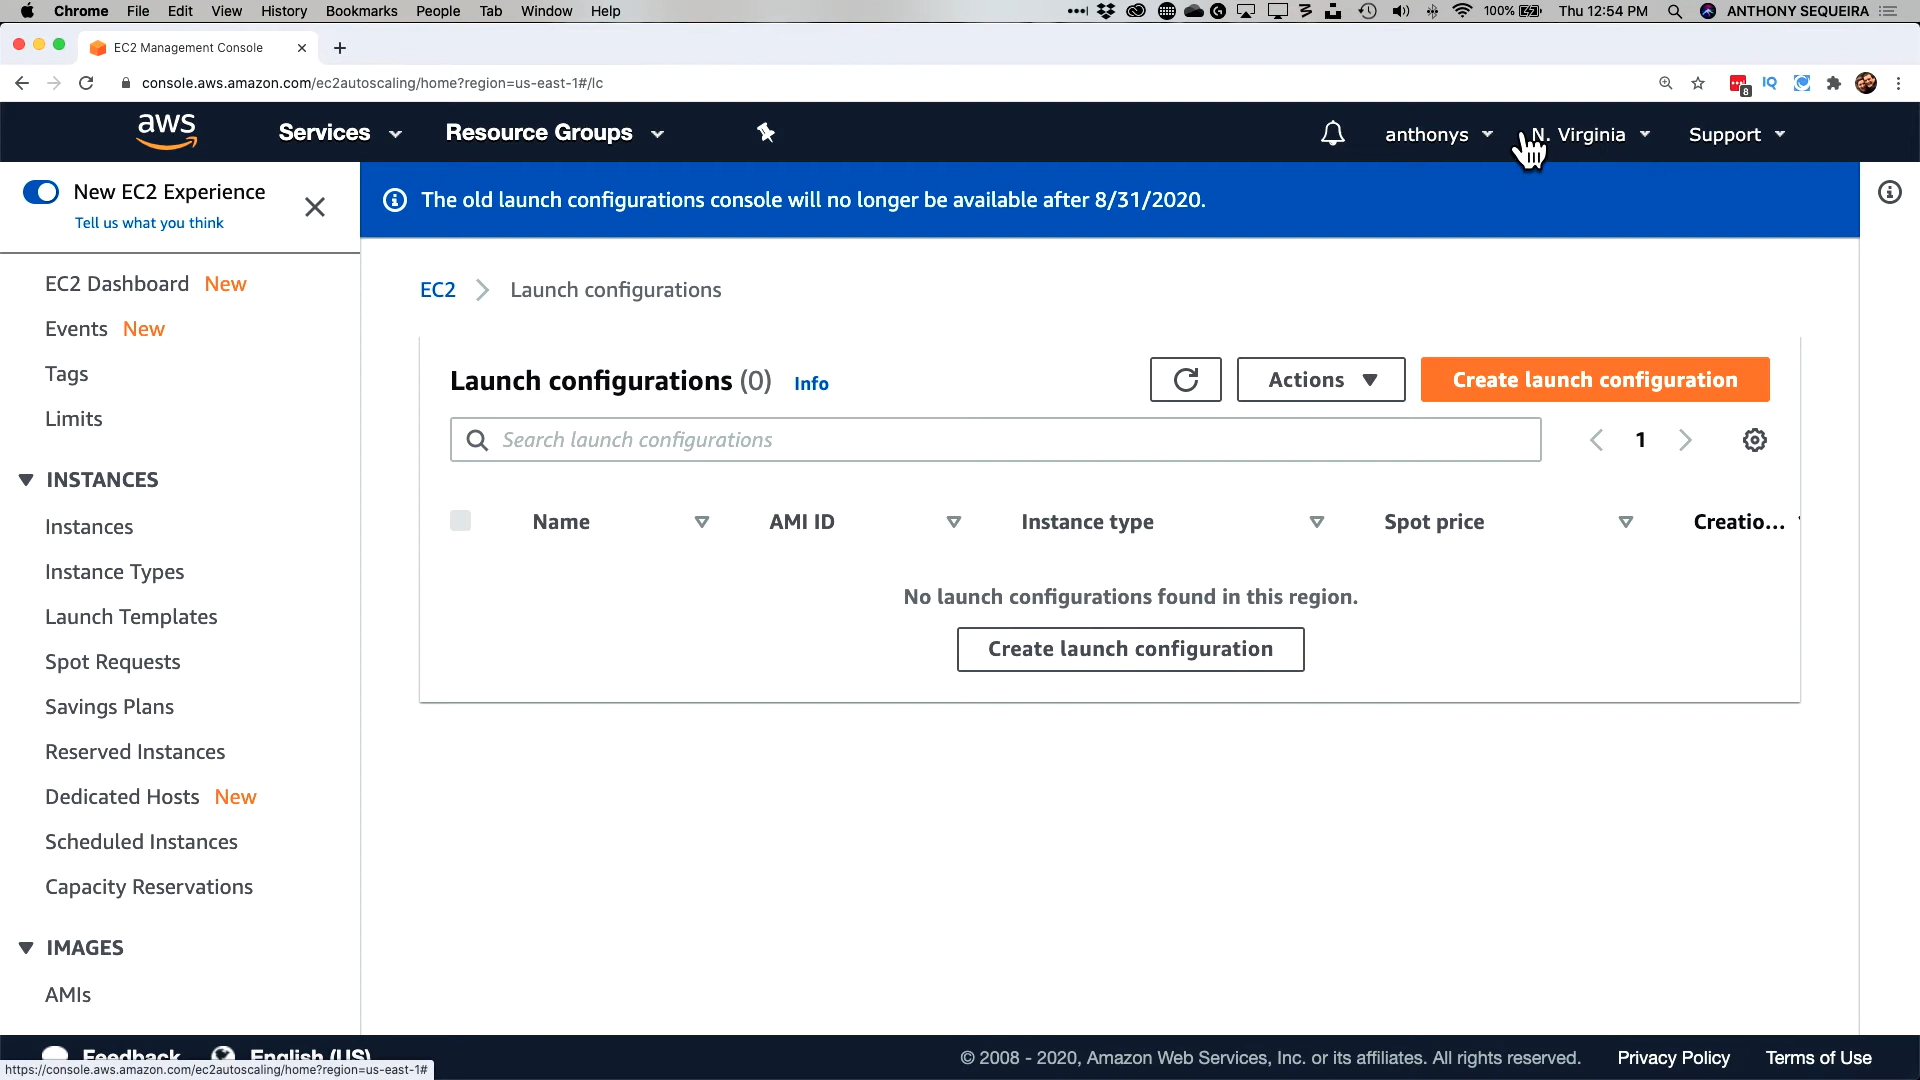 Chrome File Edit View History Bookmarks People Tab Window Help 100% Thu 12:54 PM ANTHONY SEQUEIRA
EC2 Management Console
console.aws.amazon.com/ec2autoscaling/home?region=us-east-1#/lc
8 IQ
aws Services Resource Groups anthonys N. Virginia Support
New EC2 Experience
Tell us what you think
The old launch configurations console will no longer be available after 8/31/2020.
EC2 Dashboard New
Events New
Tags
Limits
INSTANCES
Instances
Instance Types
Launch Templates
Spot Requests
Savings Plans
Reserved Instances
Dedicated Hosts New
Scheduled Instances
Capacity Reservations
IMAGES
AMIs
EC2 Launch configurations
Launch configurations (0) Info Actions Create launch configuration
Search launch configurations 1
Name AMI ID Instance type Spot price Creatio...
No launch configurations found in this region.
Create launch configuration
Feedback English (US) © 2008 - 2020, Amazon Web Services, Inc. or its affiliates. All rights reserved. Privacy Policy Terms of Use
https://console.aws.amazon.com/ec2autoscaling/home?region=us-east-1#